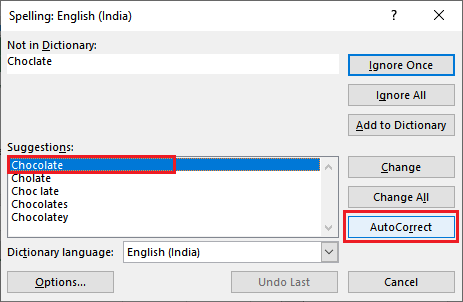 Spelling: English (India)
?
Not in Dictionary:
Choclate
Ignore Once
Ignore All
Add to Dictionary
Suggestions:
Chocolate
Cholate
Choc late
Chocolates
Chocolatey
Change
Change All
AutoCorrect
Dictionary language: English (India)
Options... Undo Last Cancel